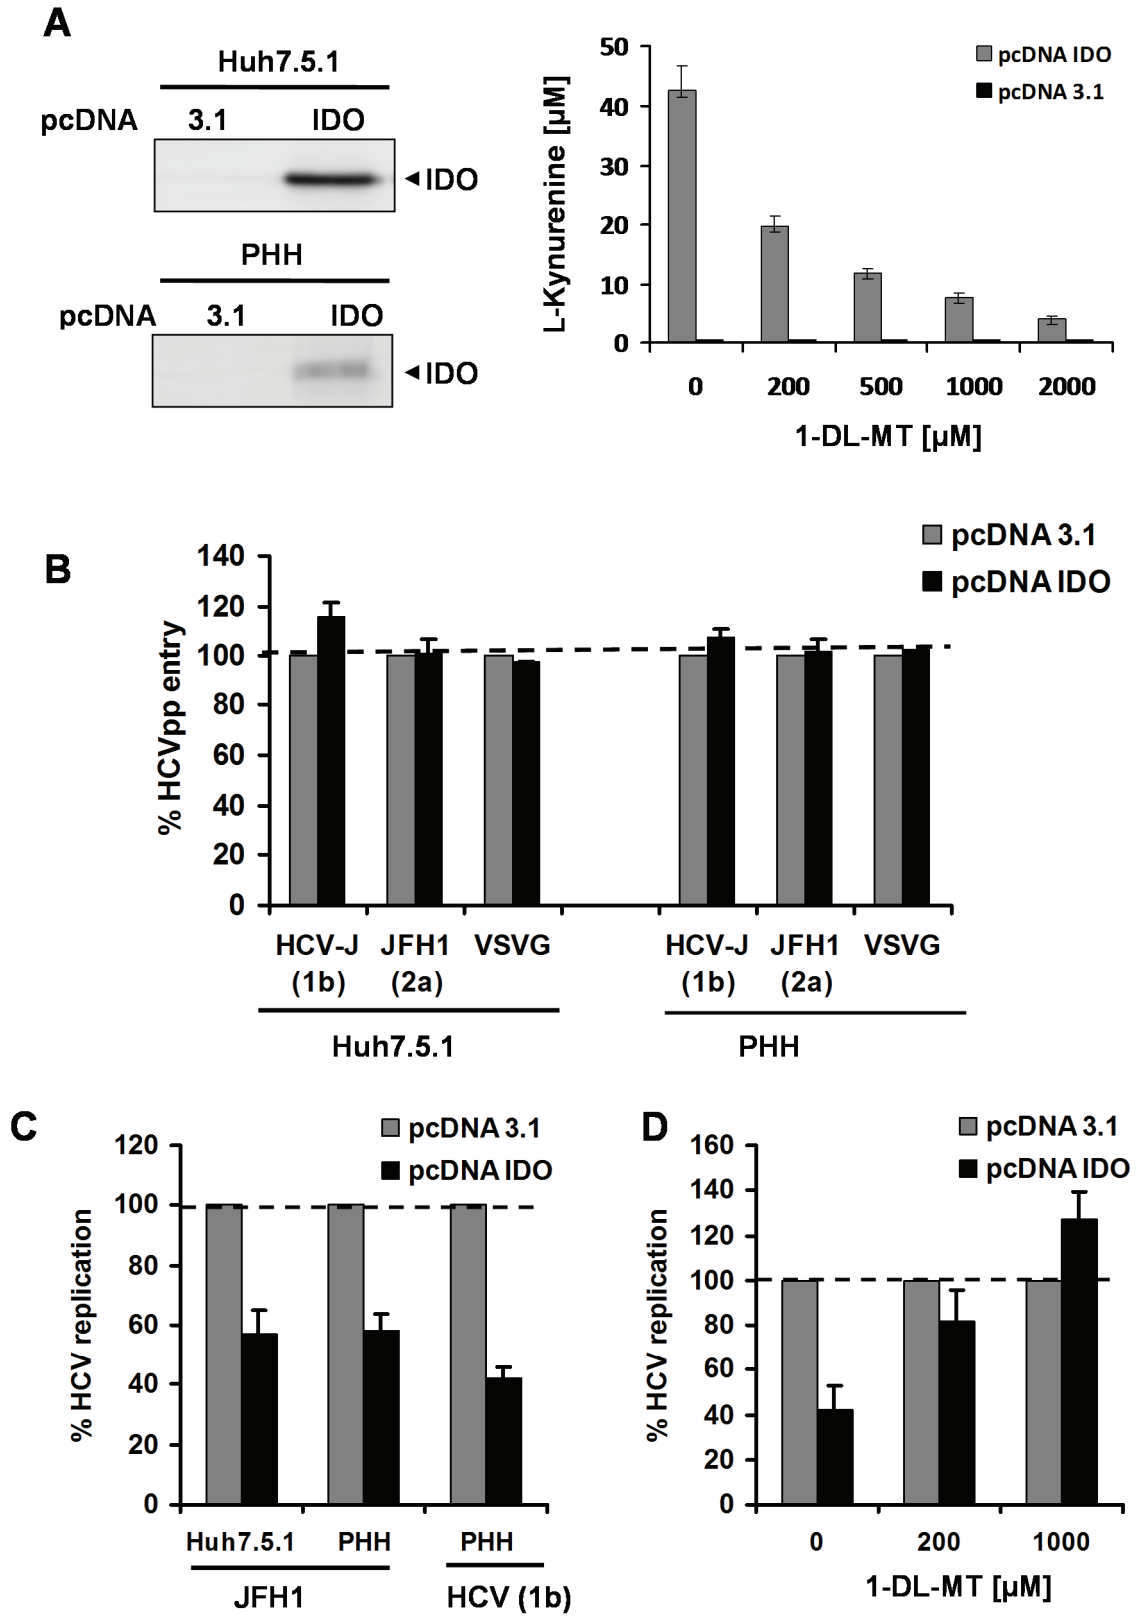 A
Huh7.5.1
pcDNA 3.1 IDO
IDO
PHH
pcDNA 3.1 IDO
IDO
L-Kynurenine [µM]
50
40
30
20
10
0
pcDNA IDO
pcDNA 3.1
0 200 500 1000 2000
1-DL-MT [µM]
B
% HCVpp entry
140
120
100
80
60
40
20
0
pcDNA 3.1
pcDNA IDO
HCV-J JFH1 VSVG HCV-J JFH1 VSVG
(1b) (2a) (1b) (2a)
Huh7.5.1 PHH
C
% HCV replication
120
100
80
60
40
20
0
pcDNA 3.1
pcDNA IDO
Huh7.5.1 PHH PHH
JFH1 HCV (1b)
D
% HCV replication
160
140
120
100
80
60
40
20
0
pcDNA 3.1
pcDNA IDO
0 200 1000
1-DL-MT [µM]